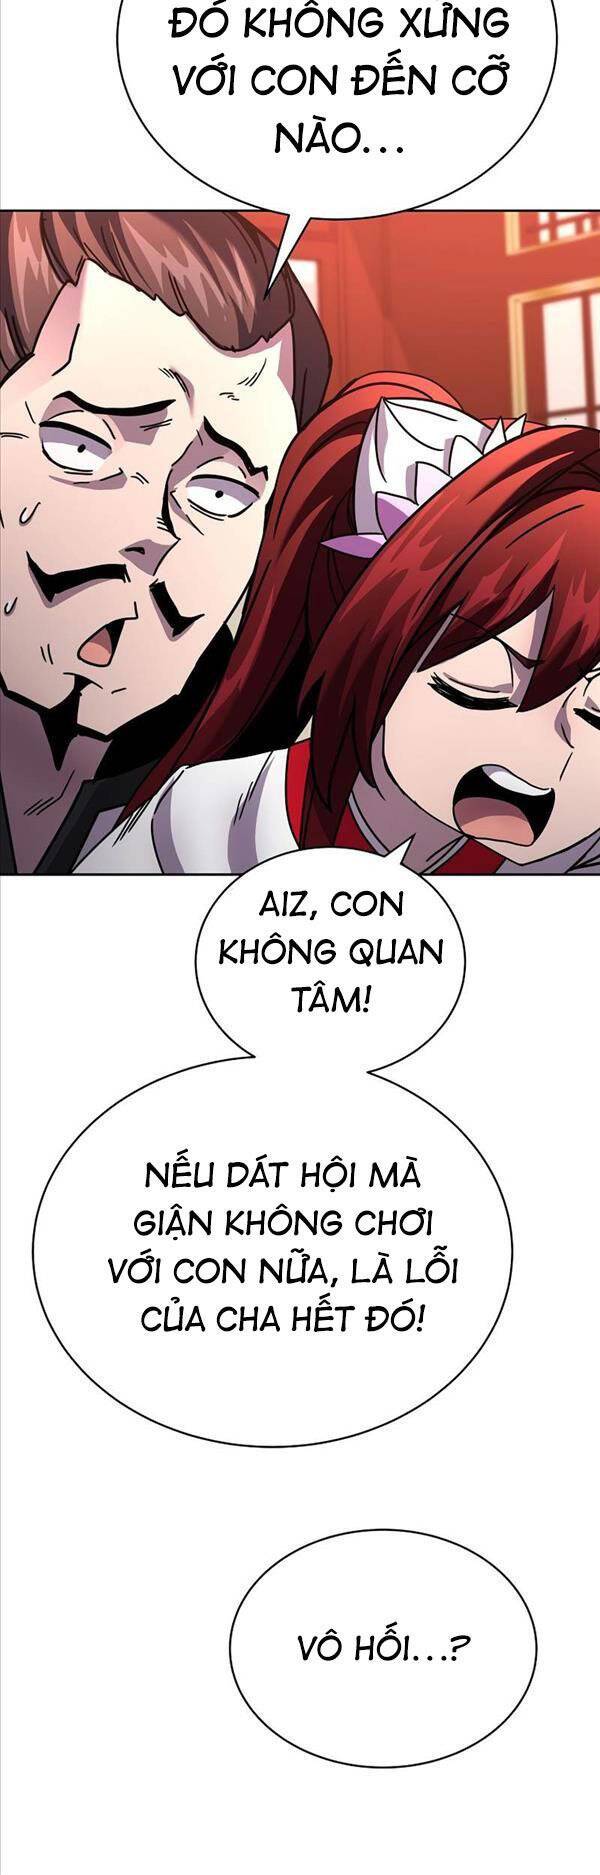 ĐÓ KHÔNG XỨNG
VỚI CON ĐẾN CỠ
NÀO...
AIZ, CON
KHÔNG QUAN
TÂM!
NẾU DÁT HỘI MÀ
GIẬN KHÔNG CHƠI
VỚI CON NỮA, LÀ LỖI
CỦA CHA HẾT ĐÓ!
VÔ HỐI...?